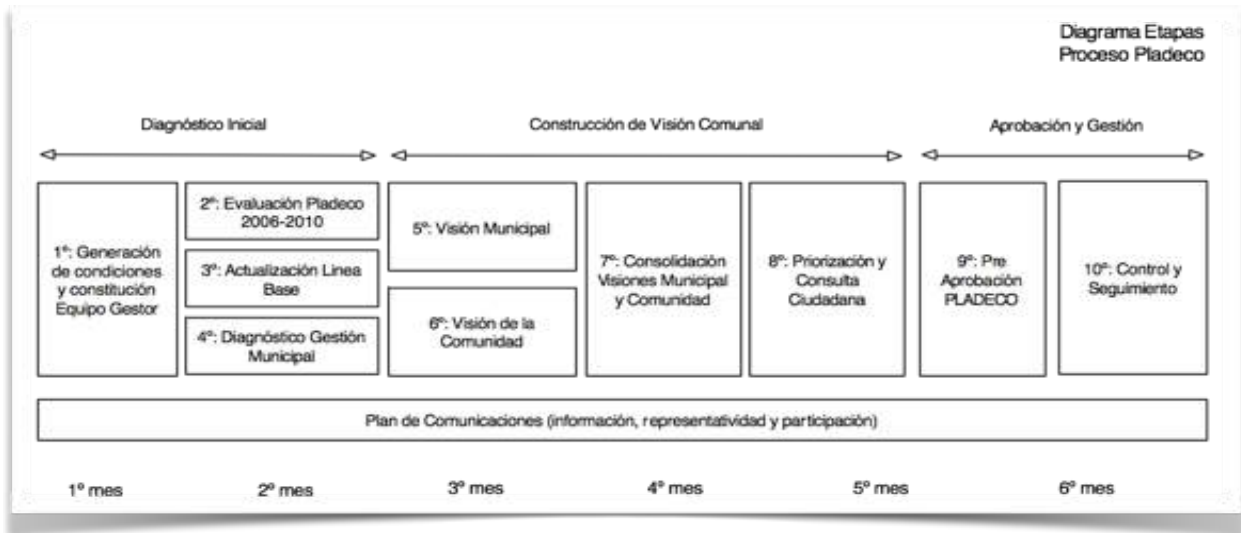 Diagrama Etapas
Proceso Pladeco
Diagnóstico Inicial
Construcción de Visión Comunal
Aprobación y Gestión
1º: Generación
de condiciones
y constitución
Equipo Gestor
2º: Evaluación Pladeco
2006-2010
3º: Actualización Linea
Base
4º: Diagnóstico Gestión
Municipal
5º: Visión Municipal
6º: Visión de la
Comunidad
7º: Consolidación
Visiones Municipal
y Comunidad
8º: Priorización y
Consulta
Ciudadana
9º: Pre
Aprobación
PLADECO
10º: Control y
Seguimiento
Plan de Comunicaciones (información, representatividad y participación)
1º mes
2º mes
3º mes
4º mes
5º mes
6º mes